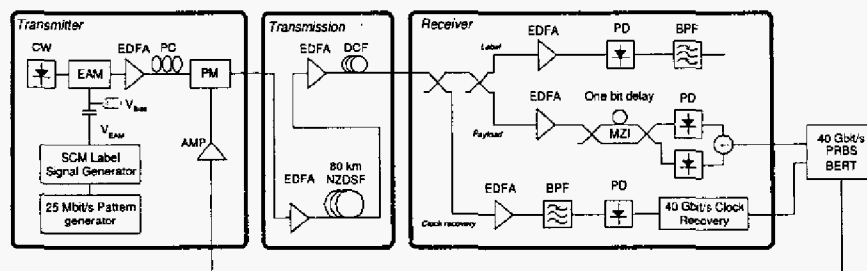 Transmitter
CW
EAM
EDFA
PC
PM
V bias
V EAM
AMP
SCM Label
Signal Generator
25 Mbit/s Pattern
generator
Transmission
EDFA
DCF
EDFA
80 km
NZDSF
Receiver
Label
EDFA
PD
BPF
Payload
EDFA
One bit delay
MZI
PD
-
Clock recovery
EDFA
BPF
PD
40 Gbit/s Clock
Recovery
40 Gbit/s
PRBS
BERT